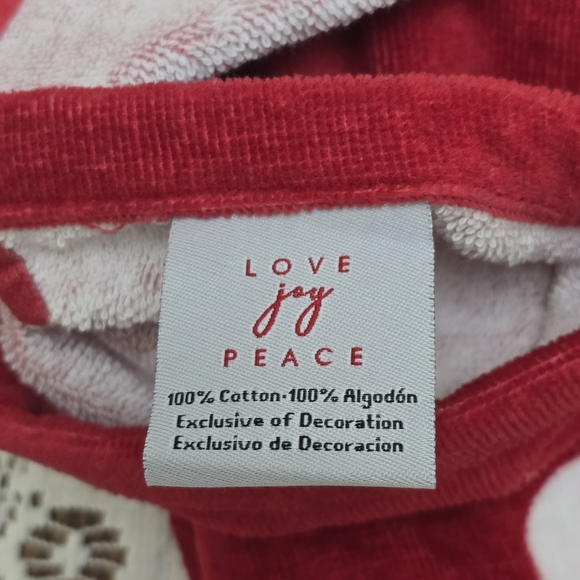 LOVE
joy
PEACE
100% Cotton·100% Algodón
Exclusive of Decoration
Exclusivo de Decoracion